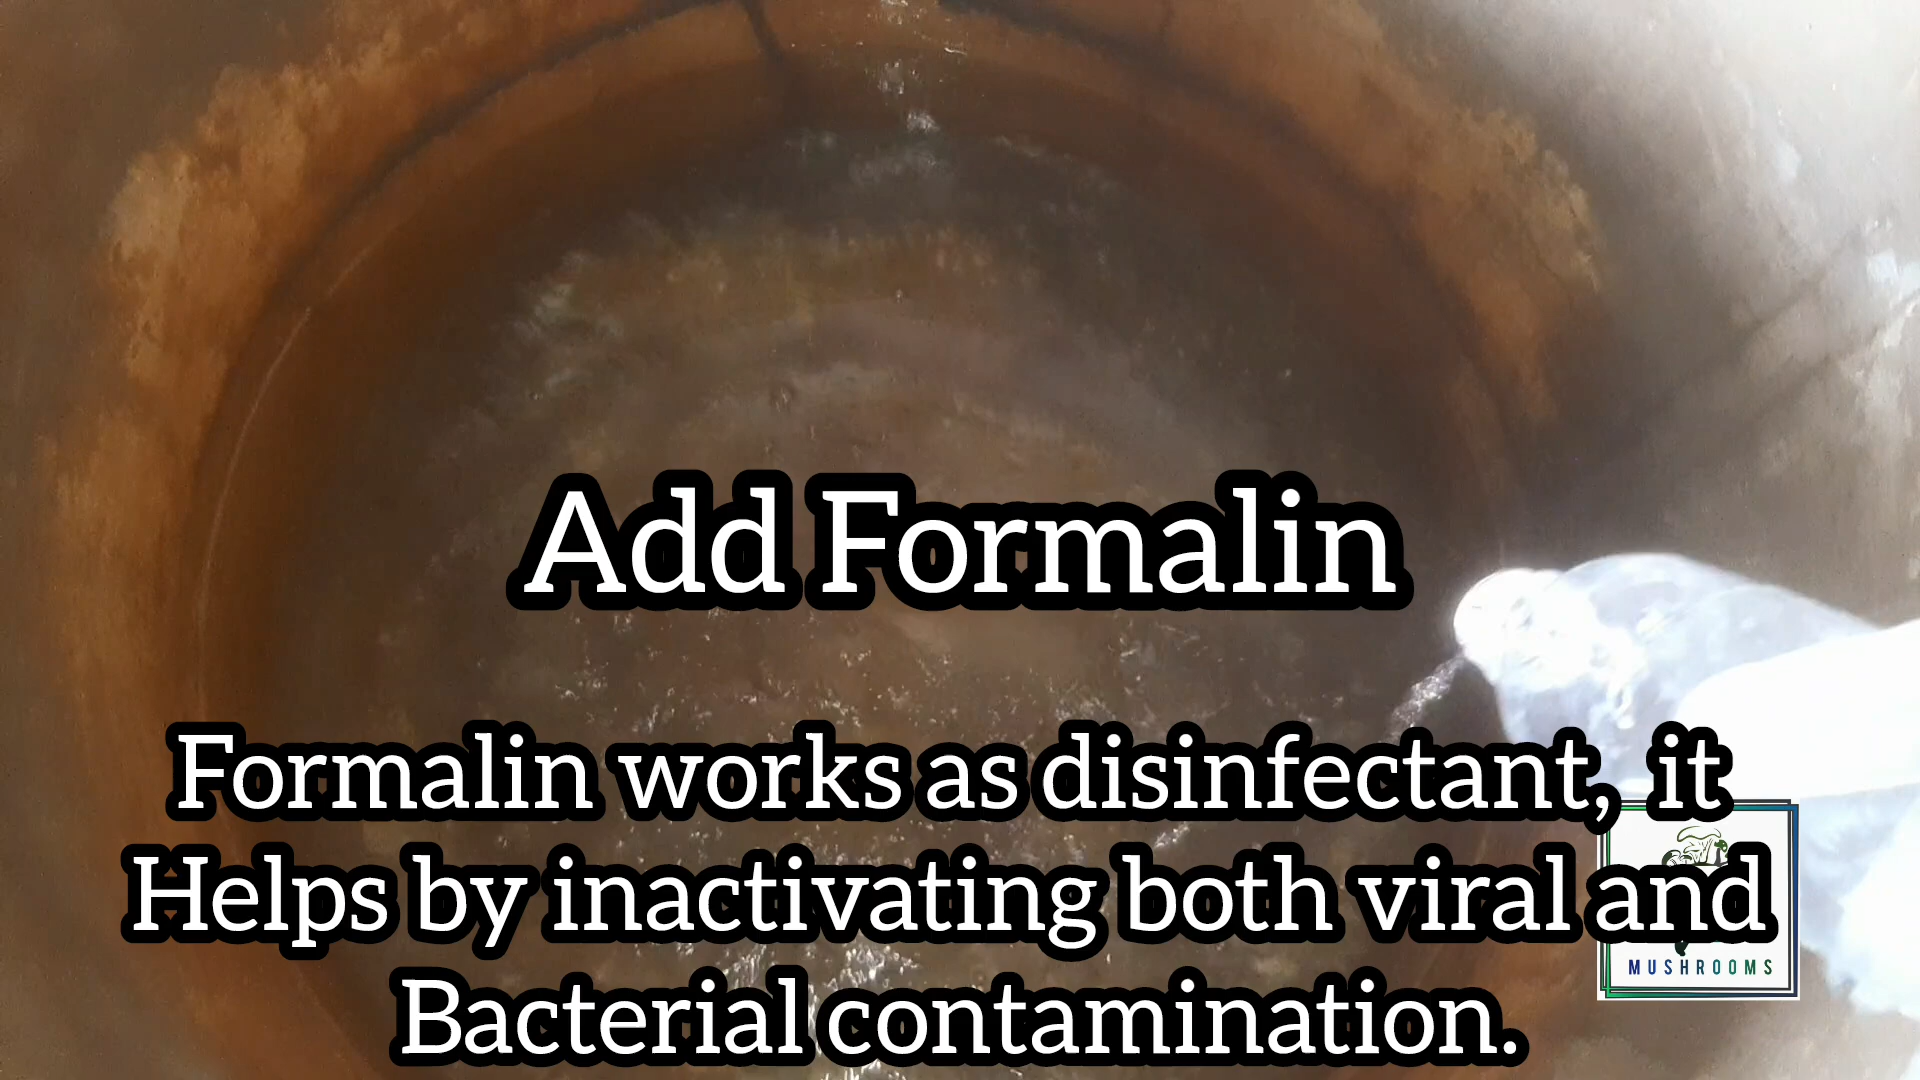 Add Formalin
Formalin works as disinfectant, it
Helps by inactivating both viral and
Bacterial contamination.
MUSHROOMS